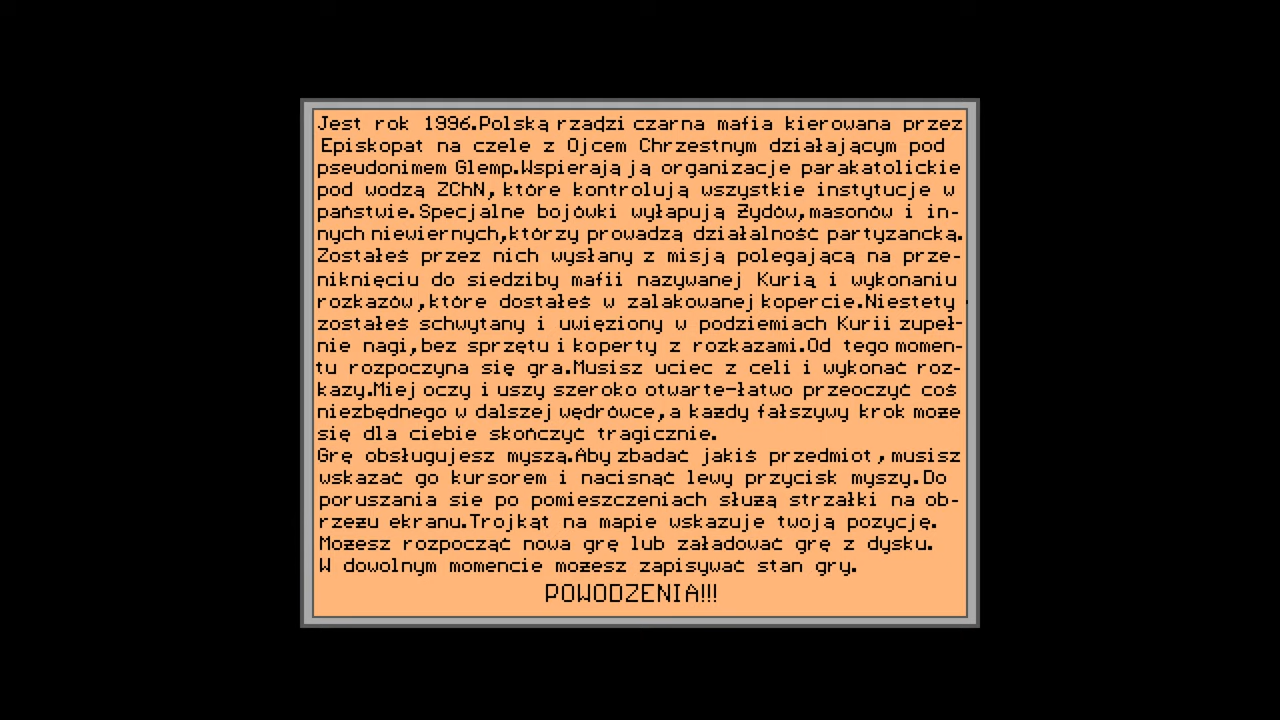 Jest rok 1996.Polską rządzi czarna mafia kierowana przez
Episkopat na czele z Ojcem Chrzestnym działającym pod
pseudonimem Glemp.Wspierają ją organizacje parakatolickie
pod wodzą ZChN, które kontrolują wszystkie instytucje w
państwie.Specjalne bojówki wyłapują Żydów,masonów i in-
nych niewiernych,którzy prowadzą działalność partyzancką.
Zostałeś przez nich wysłany z misją polegającą na prze-
niknięciu do siedziby mafii nazywanej Kurią i wykonaniu
rozkazów,które dostałeś w zalakowanej kopercie.Niestety
zostałeś schwytany i uwięziony w podziemiach Kurii zupeł-
nie nagi,bez sprzętu i koperty z rozkazami.Od tego momen-
tu rozpoczyna się gra.Musisz uciec z celi i wykonać roz-
kazy.Miej oczy i uszy szeroko otwarte-łatwo przeoczyć coś
niezbędnego w dalszej wędrówce,a każdy fałszywy krok może
się dla ciebie skończyć tragicznie.
Grę obsługujesz myszą.Aby zbadać jakiś przedmiot,musisz
wskazać go kursorem i nacisnąć lewy przycisk myszy.Do
poruszania sie po pomieszczeniach służą strzałki na ob-
rzeżu ekranu.Trojkąt na mapie wskazuje twoją pozycję.
Możesz rozpocząć nowa grę lub załadować grę z dysku.
W dowolnym momencie możesz zapisywać stan gry.
POWODZENIA!!!